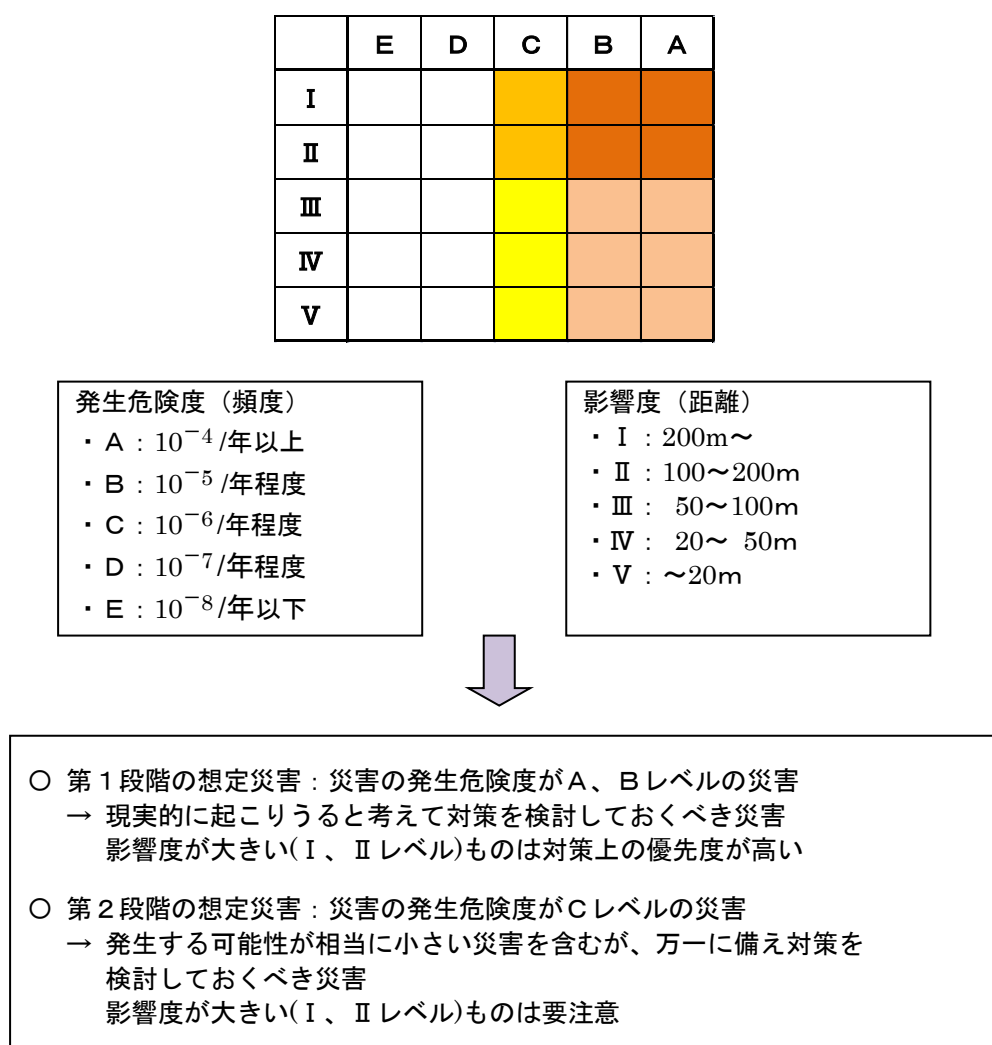 E D C B A
Ⅰ
Ⅱ
Ⅲ
Ⅳ
Ⅴ
発生危険度（頻度）
・A：10⁻⁴/年以上
・B：10⁻⁵/年程度
・C：10⁻⁶/年程度
・D：10⁻⁷/年程度
・E：10⁻⁸/年以下
影響度（距離）
・Ⅰ：200m～
・Ⅱ：100～200m
・Ⅲ： 50～100m
・Ⅳ： 20～ 50m
・Ⅴ：～20m
○ 第１段階の想定災害：災害の発生危険度がA、Bレベルの災害
→ 現実的に起こりうると考えて対策を検討しておくべき災害
影響度が大きい(Ⅰ、Ⅱレベル)ものは対策上の優先度が高い
○ 第２段階の想定災害：災害の発生危険度がCレベルの災害
→ 発生する可能性が相当に小さい災害を含むが、万一に備え対策を
検討しておくべき災害
影響度が大きい(Ⅰ、Ⅱレベル)ものは要注意